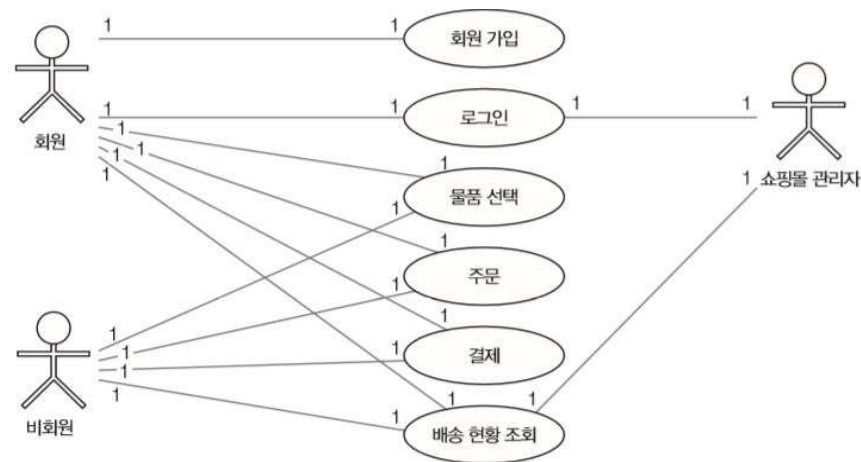 1 1 회원 가입
회원
1 1 로그인 1 1 쇼핑몰 관리자
1 1 물품 선택
1 1 주문
1 1 결제
1 1 배송 현황 조회 1 1
비회원
1 1
1 1
1 1
1 1